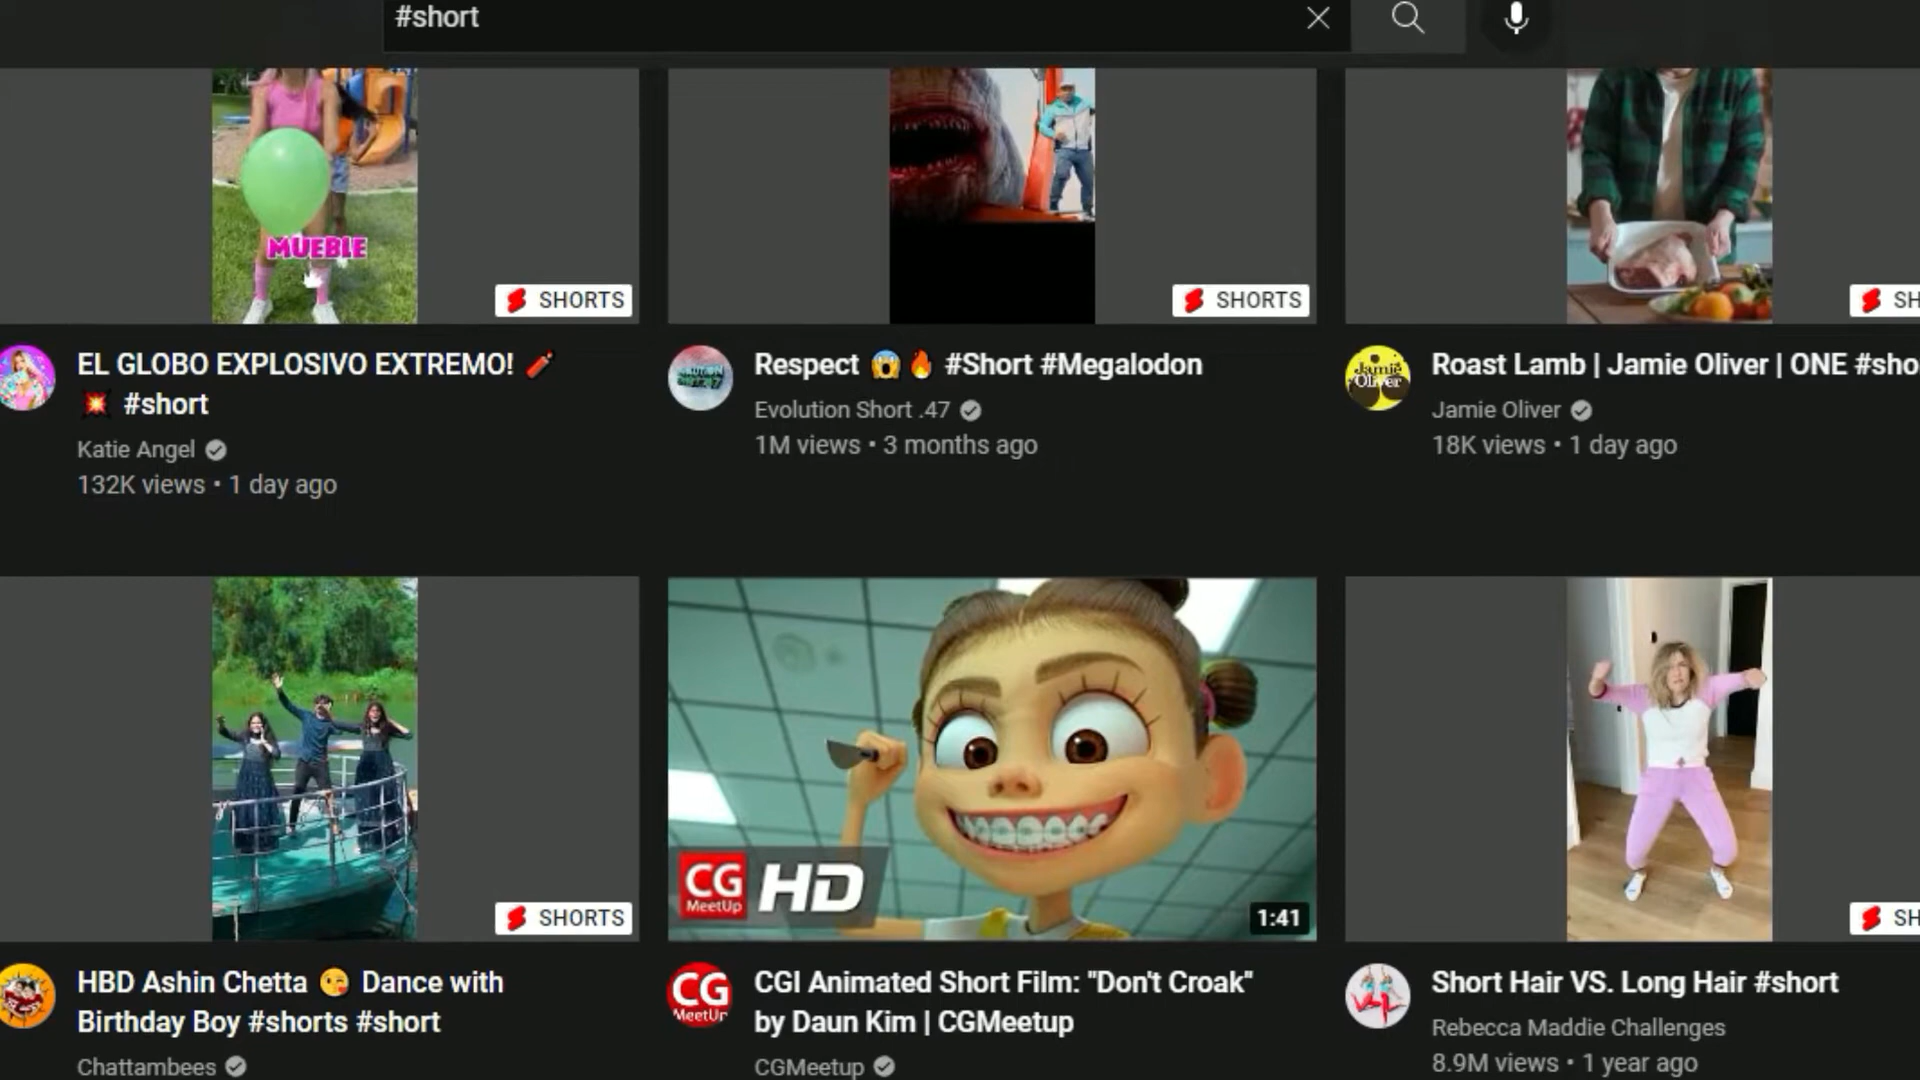 #short
MUEBLE
SHORTS
SHORTS
SH
EL GLOBO EXPLOSIVO EXTREMO! 🧨
💥 #short
Katie Angel
132K views • 1 day ago
Respect 😱🔥 #Short #Megalodon
Evolution Short .47
1M views • 3 months ago
Jamie
Oliver
Roast Lamb | Jamie Oliver | ONE #sho
Jamie Oliver
18K views • 1 day ago
SHORTS
CG
MeetUp
HD
1:41
SH
HBD Ashin Chetta 😘 Dance with
Birthday Boy #shorts #short
Chattambees
CG
MeetUp
CGI Animated Short Film: "Don't Croak"
by Daun Kim | CGMeetup
CGMeetup
Short Hair VS. Long Hair #short
Rebecca Maddie Challenges
8.9M views • 1 year ago